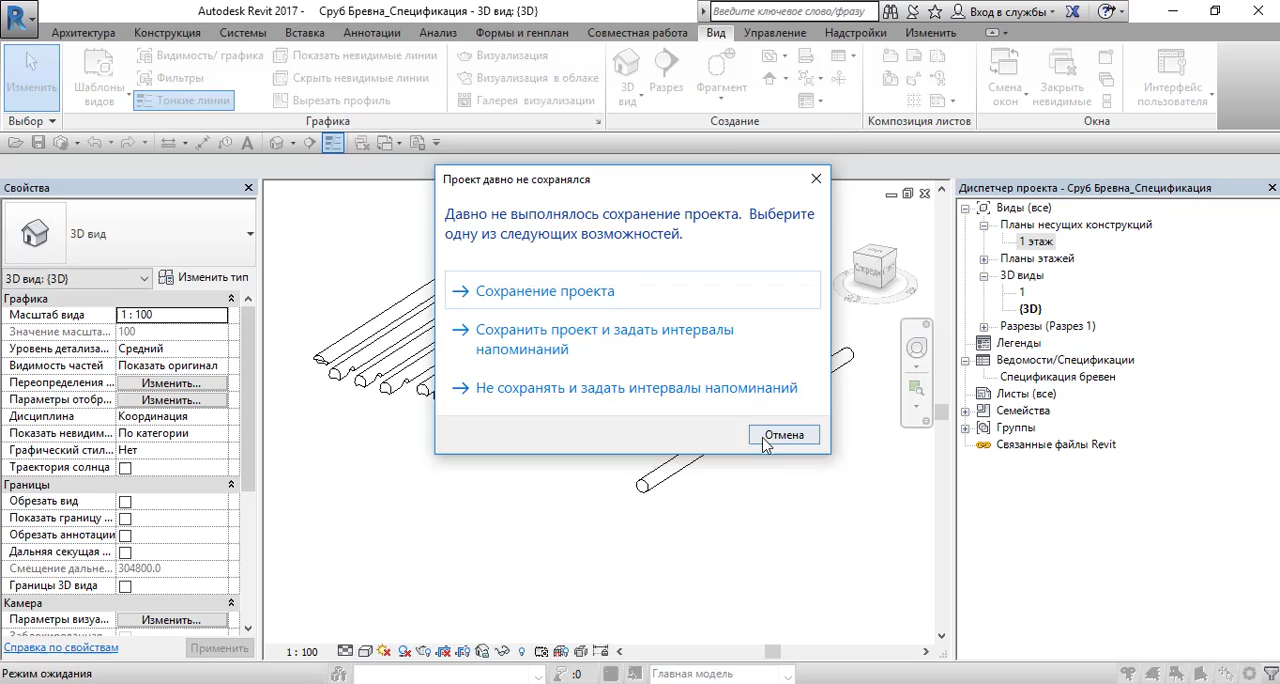 Autodesk Revit 2017 - Сруб Бревна_Спецификация - 3D вид: {3D}
Введите ключевое слово/фразу
Вход в службы
Архитектура Конструкция Системы Вставка Аннотации Анализ Формы и генплан Совместная работа Вид Управление Надстройки Изменить
Изменить
Шаблоны видов
Видимость/ графика
Фильтры
Тонкие линии
Показать невидимые линии
Скрыть невидимые линии
Вырезать профиль
Визуализация
Визуализация в облаке
Галерея визуализации
3D вид
Разрез
Фрагмент
Смена окон
Закрыть невидимые
Интерфейс пользователя
Выбор
Графика
Создание
Композиция листов
Окна
Свойства
3D вид
3D вид: {3D}
Изменить тип
Графика
Масштаб вида 1 : 100
Значение масшта... 100
Уровень детализа... Средний
Видимость частей Показать оригинал
Переопределения ... Изменить...
Параметры отобр... Изменить...
Дисциплина Координация
Показать невидим... По категории
Графический стил... Нет
Траектория солнца
Границы
Обрезать вид
Показать границу ...
Обрезать аннотации
Дальняя секущая ...
Смещение дальне... 304800.0
Границы 3D вида
Камера
Параметры визуа... Изменить...
Справка по свойствам
Применить
Проект давно не сохранялся
Давно не выполнялось сохранение проекта. Выберите
одну из следующих возможностей.
Сохранение проекта
Сохранить проект и задать интервалы
напоминаний
Не сохранять и задать интервалы напоминаний
Отмена
Диспетчер проекта - Сруб Бревна_Спецификация
Виды (все)
Планы несущих конструкций
1 этаж
Планы этажей
3D виды
1
{3D}
Разрезы (Разрез 1)
Легенды
Ведомости/Спецификации
Спецификация бревен
Листы (все)
Семейства
Группы
Связанные файлы Revit
1 : 100
Режим ожидания
:0
Главная модель